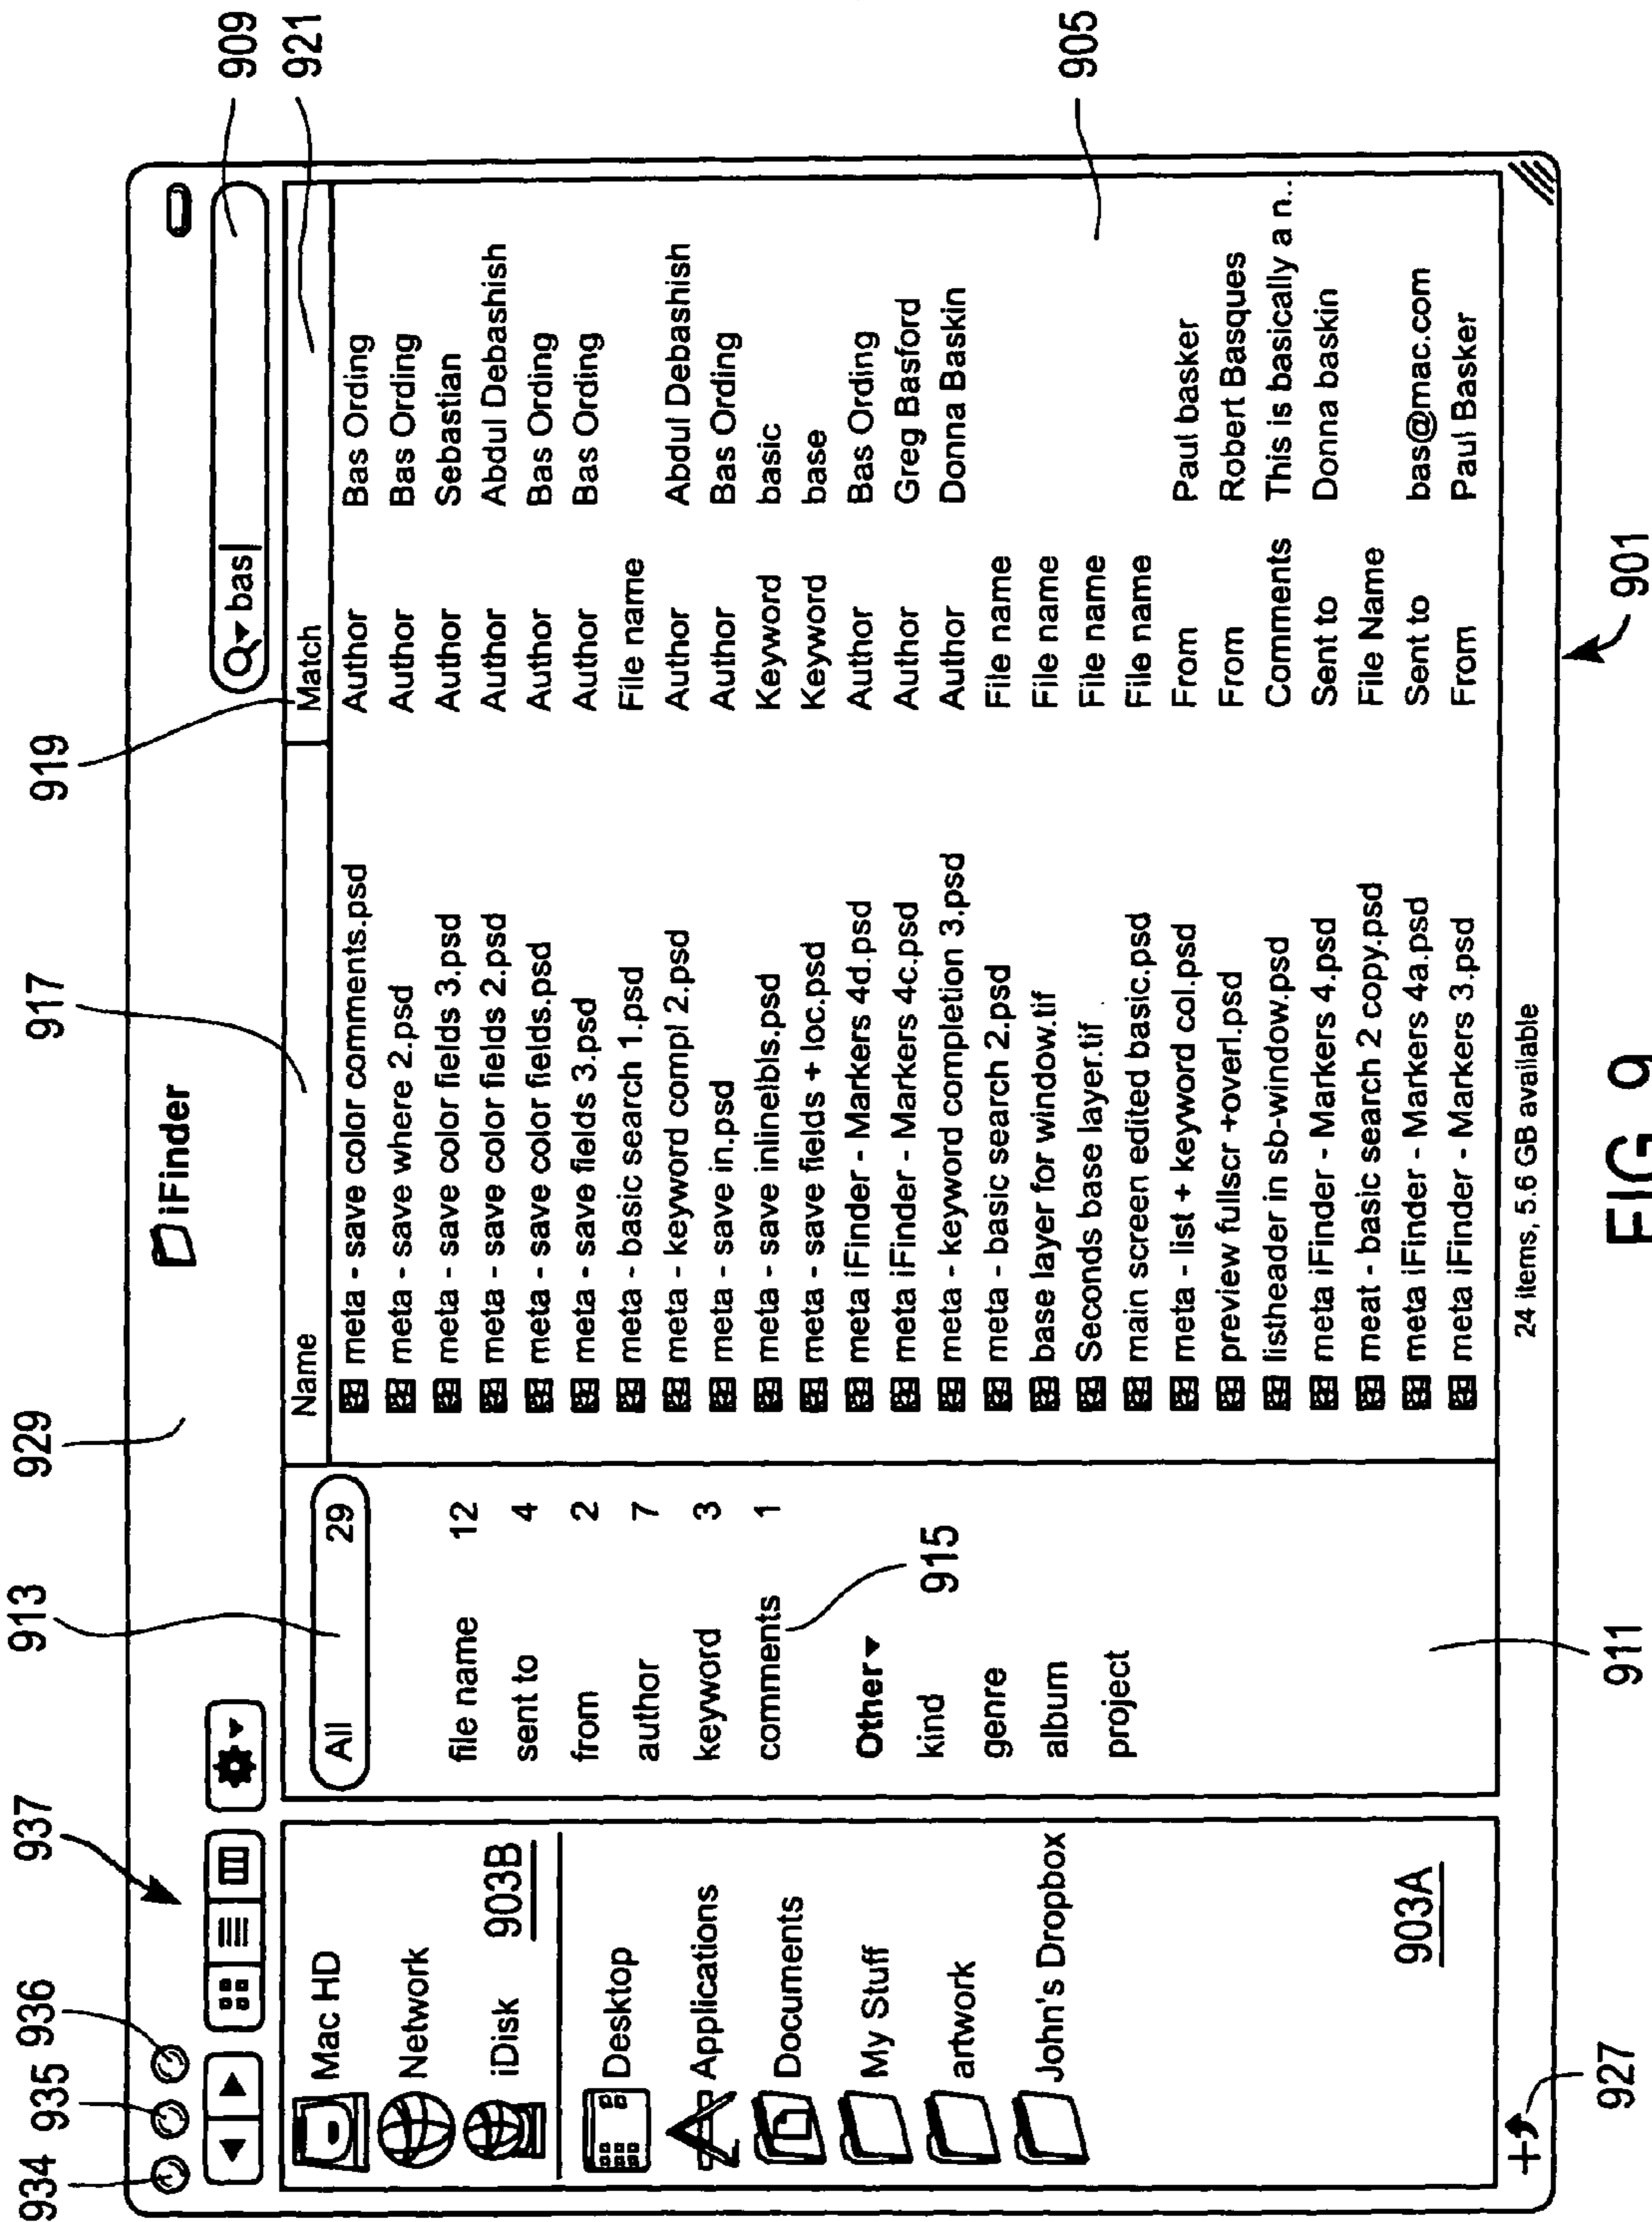 934 935 936 937 913 929 917 919
iFinder
909
921
bas
Mac HD
Network
iDisk
903B
Desktop
Applications
Documents
My Stuff
artwork
John's Dropbox
903A
All 29
file name 12
sent to 4
from 2
author 7
keyword 3
comments 1
915
Other
kind
genre
album
project
Name Match
meta - save color comments.psd Author Bas Ording
meta - save where 2.psd Author Bas Ording
meta - save color fields 3.psd Author Sebastian
meta - save color fields 2.psd Author Abdul Debashish
meta - save color fields.psd Author Bas Ording
meta - save fields 3.psd Author Bas Ording
meta - basic search 1.psd File name
meta - keyword compl 2.psd Author Abdul Debashish
meta - save in.psd Author Bas Ording
meta - save inlinelbls.psd Keyword basic
meta - save fields + loc.psd Keyword base
meta iFinder - Markers 4d.psd Author Bas Ording
meta iFinder - Markers 4c.psd Author Greg Basford
meta - keyword completion 3.psd Author Donna Baskin
meta - basic search 2.psd File name
base layer for window.tif File name
Seconds base layer.tif File name
main screen edited basic.psd File name
meta - list + keyword col.psd From Paul basker
preview fullscr +overl.psd From Robert Basques
listheader in sb-window.psd Comments This is basically a n..
meta iFinder - Markers 4.psd Sent to Donna baskin
meat - basic search 2 copy.psd File Name
meta iFinder - Markers 4a.psd Sent to bas@mac.com
meta iFinder - Markers 3.psd From Paul Basker
905
24 items, 5.6 GB available
927
911
901
FIG. 9